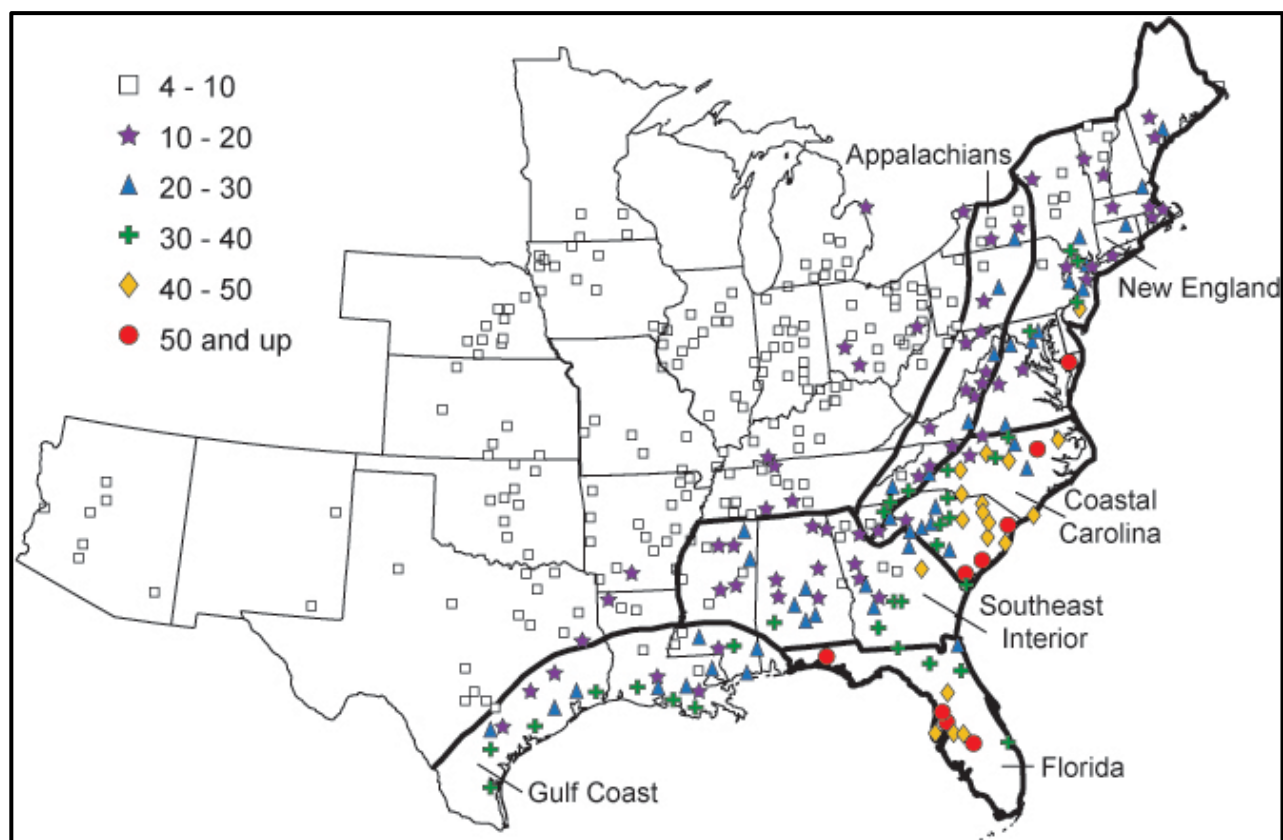 4 - 10
10 - 20
20 - 30
30 - 40
40 - 50
50 and up
Appalachians
New England
Coastal
Carolina
Southeast
Interior
Florida
Gulf Coast